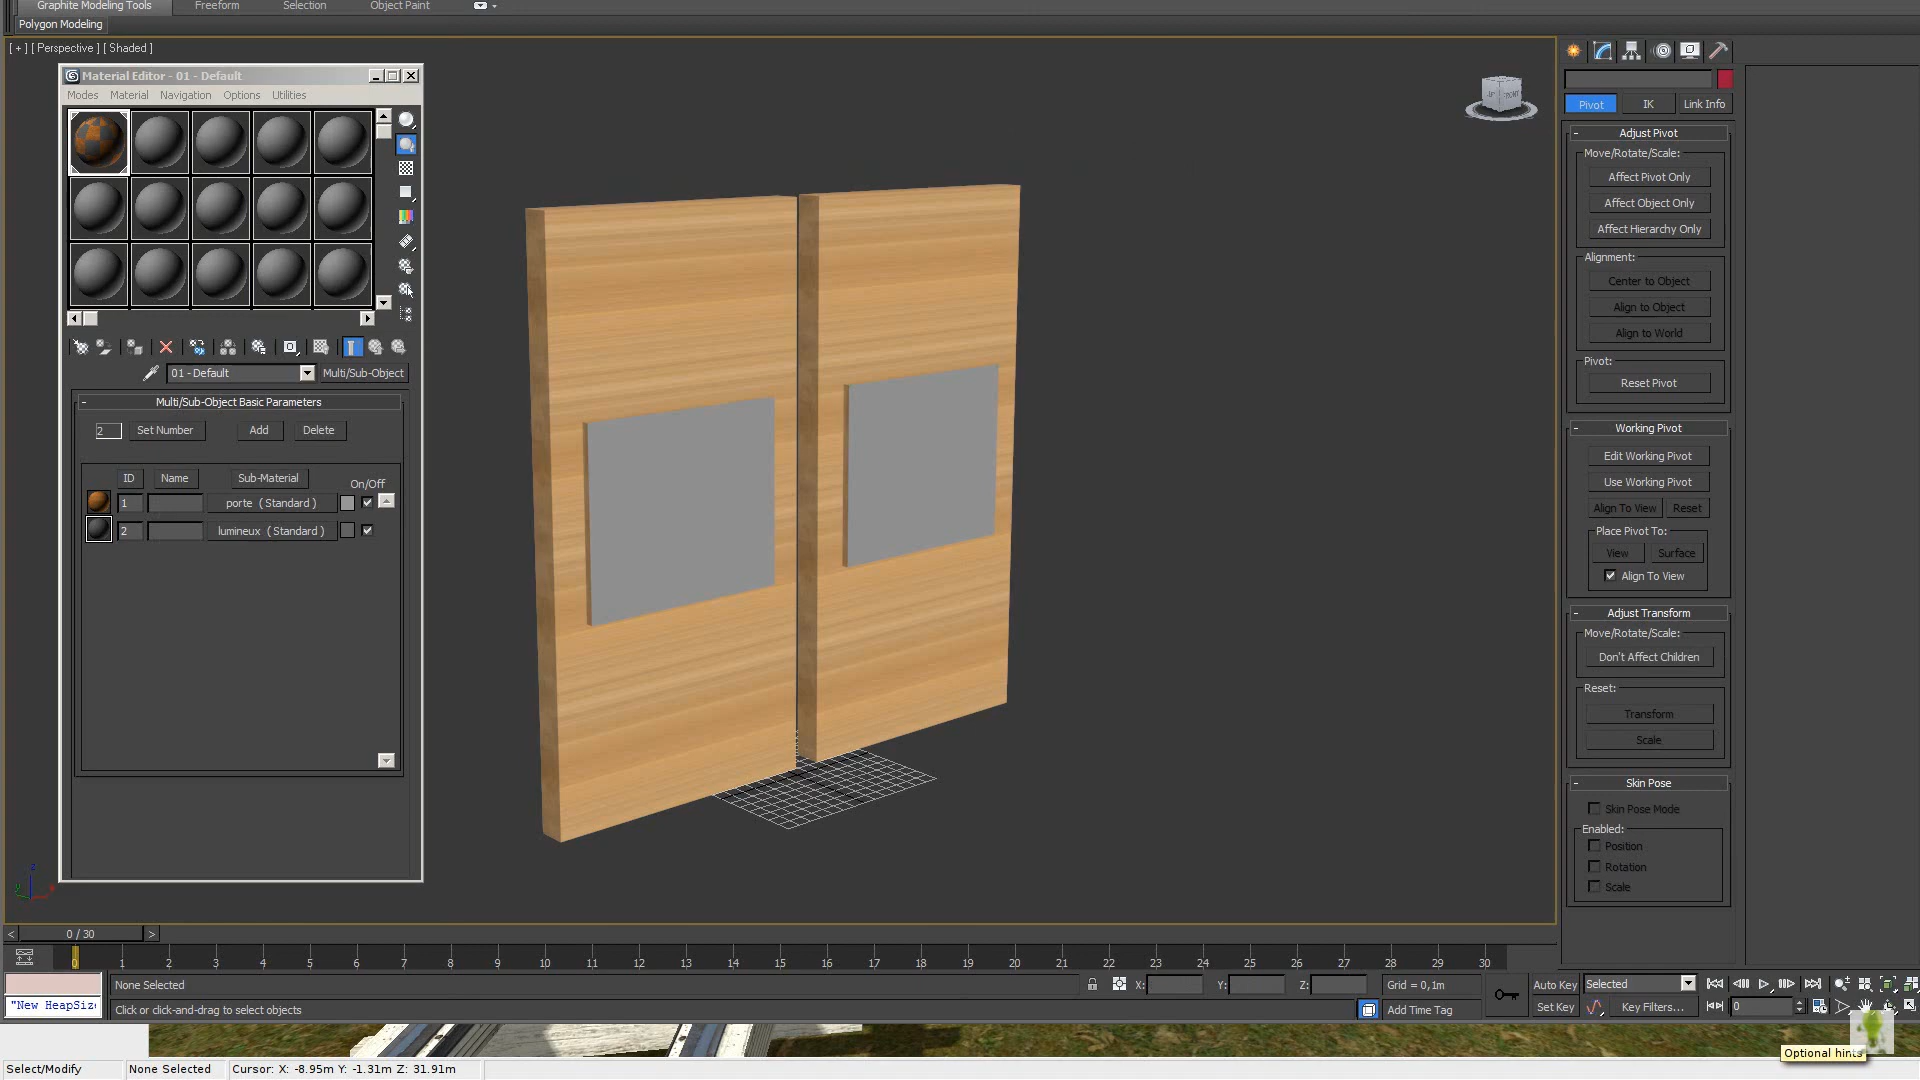 Graphite Modeling Tools Freeform Selection Object Paint
Polygon Modeling
[ + ] [ Perspective ] [ Shaded ]
Material Editor - 01 - Default
Modes Material Navigation Options Utilities
01 - Default Multi/Sub-Object
- Multi/Sub-Object Basic Parameters
2 Set Number Add Delete
ID Name Sub-Material On/Off
1 porte ( Standard )
2 lumineux ( Standard )
FRONT
Pivot IK Link Info
- Adjust Pivot
Move/Rotate/Scale:
Affect Pivot Only
Affect Object Only
Affect Hierarchy Only
Alignment:
Center to Object
Align to Object
Align to World
Pivot:
Reset Pivot
- Working Pivot
Edit Working Pivot
Use Working Pivot
Align To View Reset
Place Pivot To:
View Surface
Align To View
- Adjust Transform
Move/Rotate/Scale:
Don't Affect Children
Reset:
Transform
Scale
- Skin Pose
Skin Pose Mode
Enabled:
Position
Rotation
Scale
z
< 0 / 30 >
0 1 2 3 4 5 6 7 8 9 10 11 12 13 14 15 16 17 18 19 20 21 22 23 24 25 26 27 28 29 30
None Selected X: Y: Z: Grid = 0,1m Auto Key Selected
"New HeapSize Click or click-and-drag to select objects Add Time Tag Set Key Key Filters... 0
Optional hints
Select/Modify None Selected Cursor: X: -8.95m Y: -1.31m Z: 31.91m